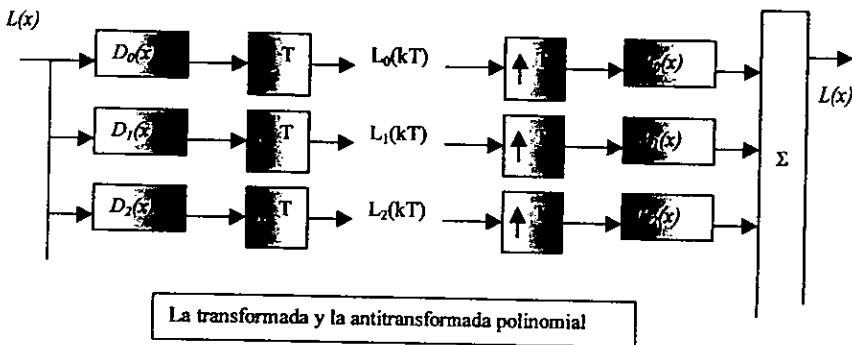 L(x)
D₀(x) T L₀(kT) ↑ (x)
L(x)
D₁(x) T L₁(kT) ↑ (x)
Σ
D₂(x) T L₂(kT) ↑ (x)
La transformada y la antitransformada polinomial